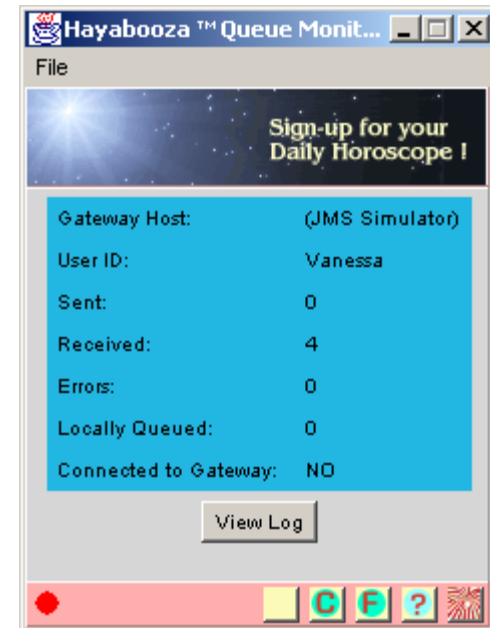 Hayabooza ™ Queue Monit...
File
Sign-up for your
Daily Horoscope !
Gateway Host: (JMS Simulator)
User ID: Vanessa
Sent: 0
Received: 4
Errors: 0
Locally Queued: 0
Connected to Gateway: NO
View Log
C F ?